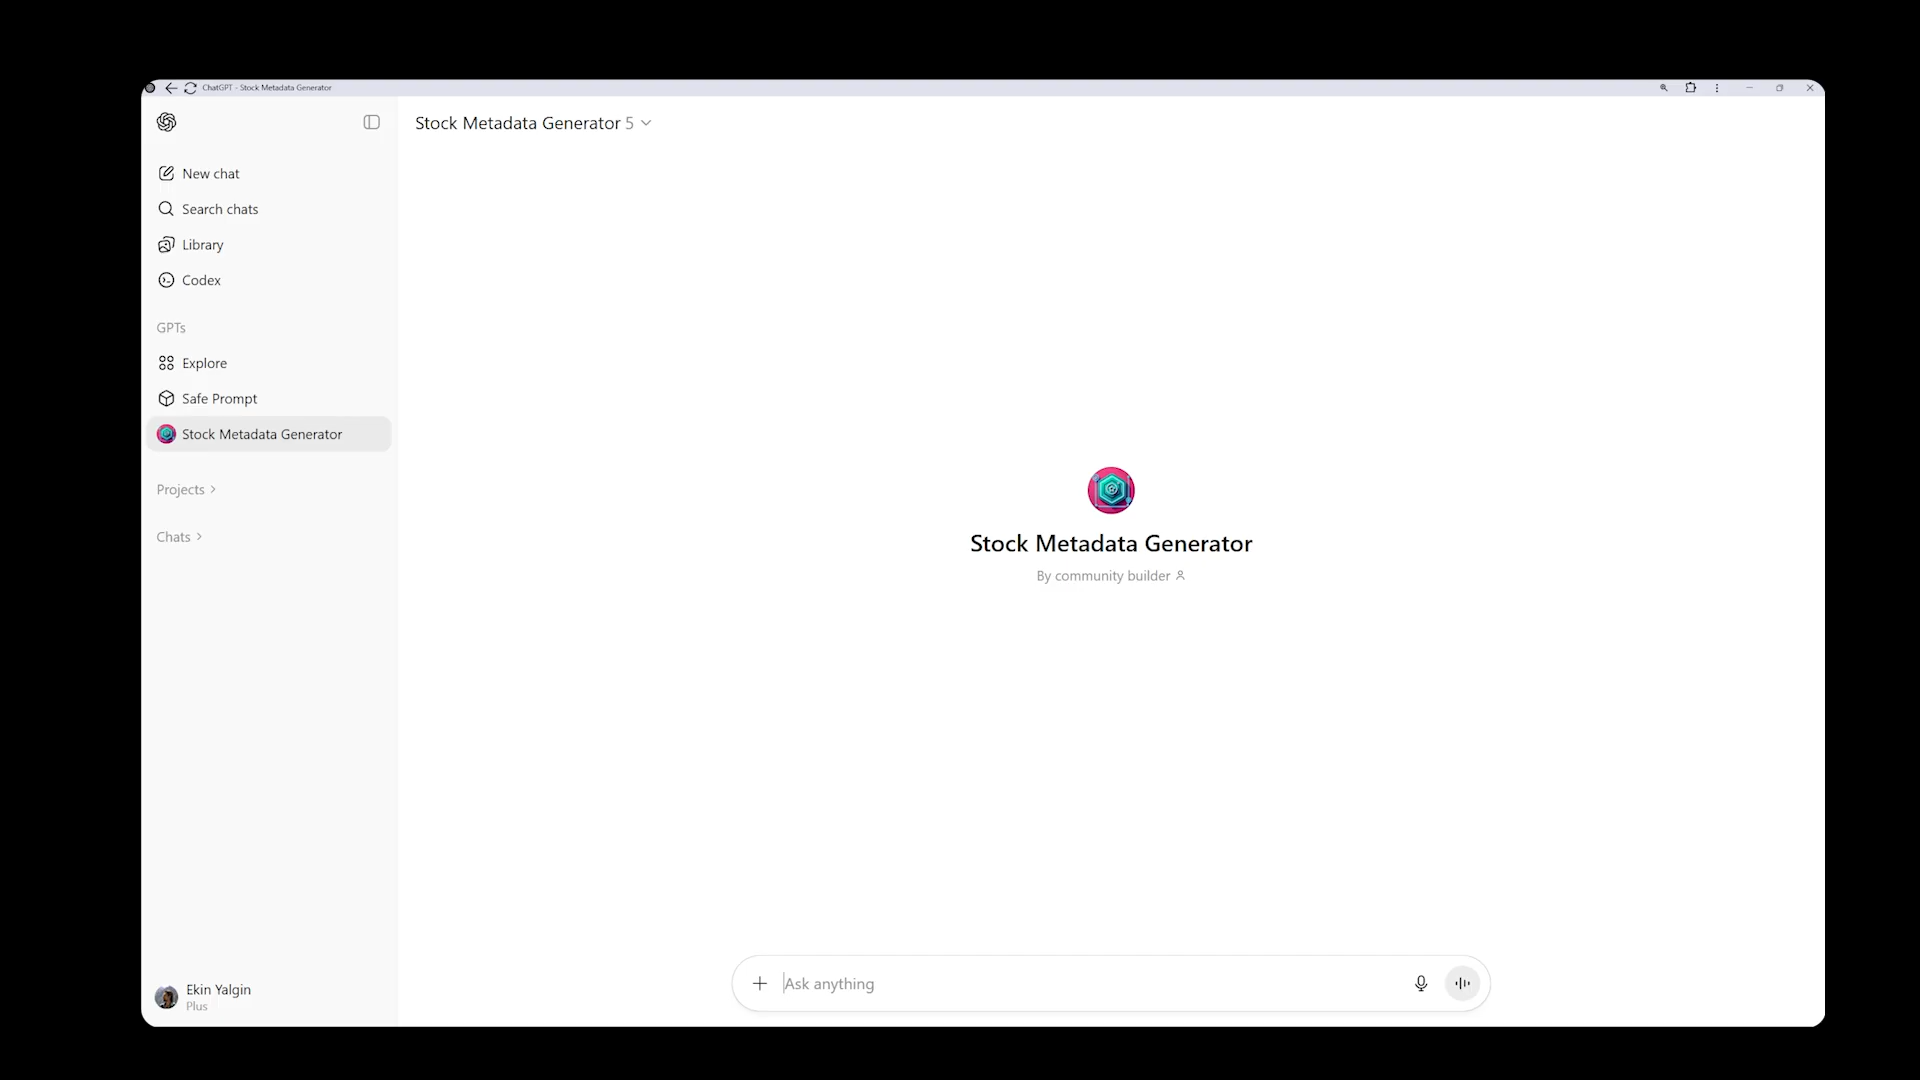 ChatGPT - Stock Metadata Generator
Stock Metadata Generator 5
New chat
Search chats
Library
Codex
GPTs
Explore
Safe Prompt
Stock Metadata Generator
Projects
Chats
Stock Metadata Generator
By community builder
Ask anything
Ekin Yalgin
Plus